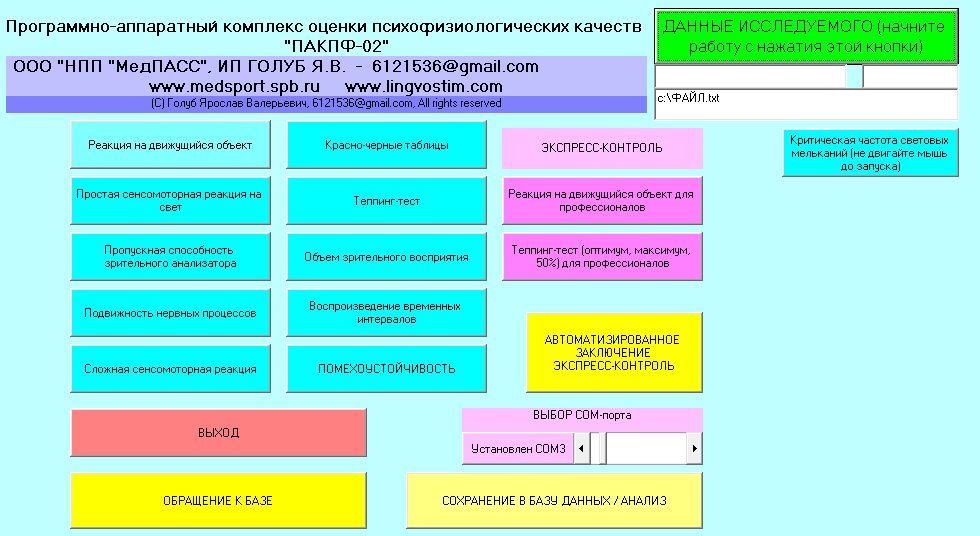 Программно-аппаратный комплекс оценки психофизиологических качеств
"ПАКПФ-02"
ООО "НПП "МедПАСС", ИП ГОЛУБ Я.В. - 6121536@gmail.com
www.medsport.spb.ru www.lingvostim.com
(C) Голуб Ярослав Валерьевич, 6121536@gmail.com, All rights reserved
ДАННЫЕ ИССЛЕДУЕМОГО (начните
работу с нажатия этой кнопки)
c:\ФАЙЛ.txt
Реакция на движущийся объект
Красно-черные таблицы
ЭКСПРЕСС-КОНТРОЛЬ
Критическая частота световых
мельканий (не двигайте мышь
до запуска)
Простая сенсомоторная реакция на
свет
Теппинг-тест
Реакция на движущийся объект для
профессионалов
Пропускная способность
зрительного анализатора
Объем зрительного восприятия
Теппинг-тест (оптимум, максимум,
50%) для профессионалов
Подвижность нервных процессов
Воспроизведение временных
интервалов
АВТОМАТИЗИРОВАННОЕ
ЗАКЛЮЧЕНИЕ
ЭКСПРЕСС-КОНТРОЛЬ
Сложная сенсомоторная реакция
ПОМЕХОУСТОЙЧИВОСТЬ
ВЫХОД
ВЫБОР COM-порта
Установлен COM3
ОБРАЩЕНИЕ К БАЗЕ
СОХРАНЕНИЕ В БАЗУ ДАННЫХ / АНАЛИЗ